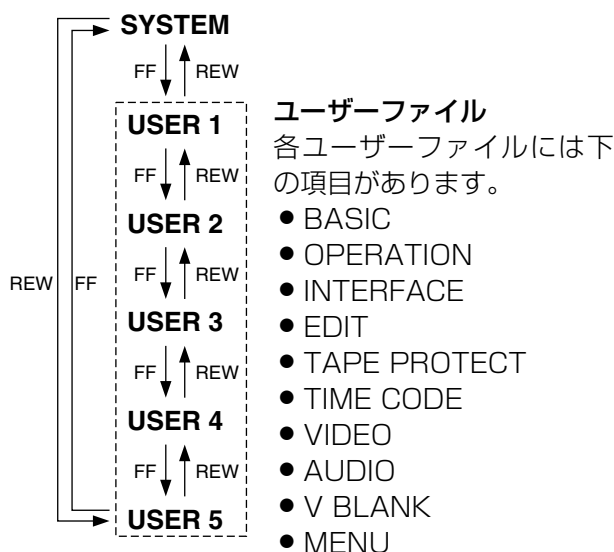 SYSTEM
FF REW
USER 1
FF REW
USER 2
FF REW
USER 3
FF REW
USER 4
FF REW
USER 5
REW FF
ユーザーファイル
各ユーザーファイルには下
の項目があります。
● BASIC
● OPERATION
● INTERFACE
● EDIT
● TAPE PROTECT
● TIME CODE
● VIDEO
● AUDIO
● V BLANK
● MENU